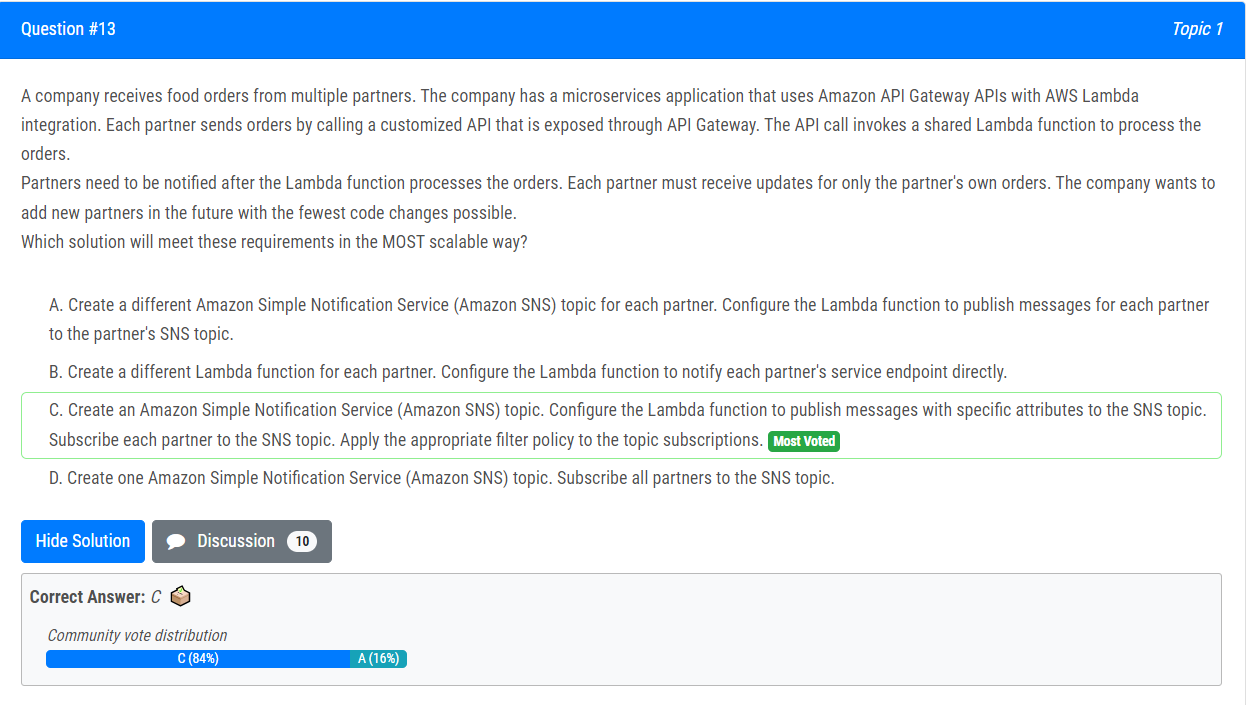 Question #13
Topic 1
A company receives food orders from multiple partners. The company has a microservices application that uses Amazon API Gateway APIs with AWS Lambda
integration. Each partner sends orders by calling a customized API that is exposed through API Gateway. The API call invokes a shared Lambda function to process the
orders.
Partners need to be notified after the Lambda function processes the orders. Each partner must receive updates for only the partner's own orders. The company wants to
add new partners in the future with the fewest code changes possible.
Which solution will meet these requirements in the MOST scalable way?
A. Create a different Amazon Simple Notification Service (Amazon SNS) topic for each partner. Configure the Lambda function to publish messages for each partner
to the partner's SNS topic.
B. Create a different Lambda function for each partner. Configure the Lambda function to notify each partner's service endpoint directly.
C. Create an Amazon Simple Notification Service (Amazon SNS) topic. Configure the Lambda function to publish messages with specific attributes to the SNS topic.
Subscribe each partner to the SNS topic. Apply the appropriate filter policy to the topic subscriptions. Most Voted
D. Create one Amazon Simple Notification Service (Amazon SNS) topic. Subscribe all partners to the SNS topic.
Hide Solution
Discussion 10
Correct Answer: C
Community vote distribution
C (84%)
A (16%)